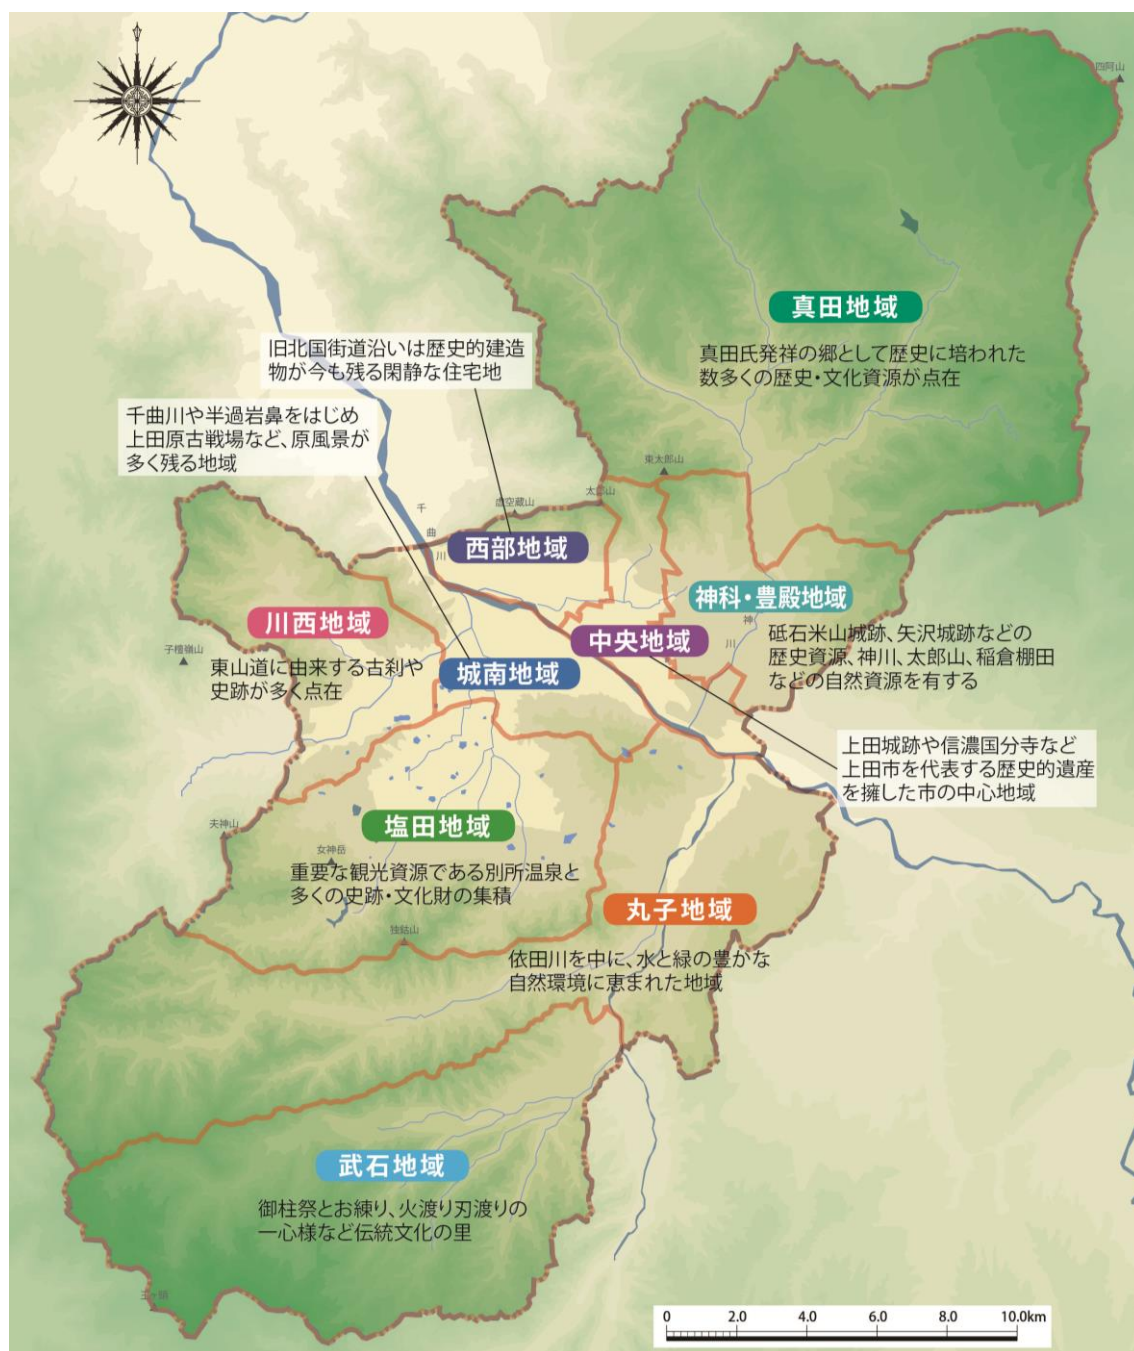 四阿山
真田地域
真田氏発祥の郷として歴史に培われた
数多くの歴史・文化資源が点在
旧北国街道沿いは歴史的建造
物が今も残る閑静な住宅地
千曲川や半過岩鼻をはじめ
上田原古戦場など、原風景が
多く残る地域
東太郎山
太郎山
虚空蔵山
千
曲
川
西部地域
神科・豊殿地域
神
川
砥石米山城跡、矢沢城跡などの
歴史資源、神川、太郎山、稲倉棚田
などの自然資源を有する
川西地域
中央地域
子檀嶺山
東山道に由来する古刹や
史跡が多く点在
城南地域
上田城跡や信濃国分寺など
上田市を代表する歴史的遺産
を擁した市の中心地域
夫神山
塩田地域
女神岳
重要な観光資源である別所温泉と
多くの史跡・文化財の集積
独鈷山
丸子地域
依田川を中に、水と緑の豊かな
自然環境に恵まれた地域
武石地域
御柱祭とお練り、火渡り刃渡りの
一心様など伝統文化の里
三ヶ頭
0 2.0 4.0 6.0 8.0 10.0km